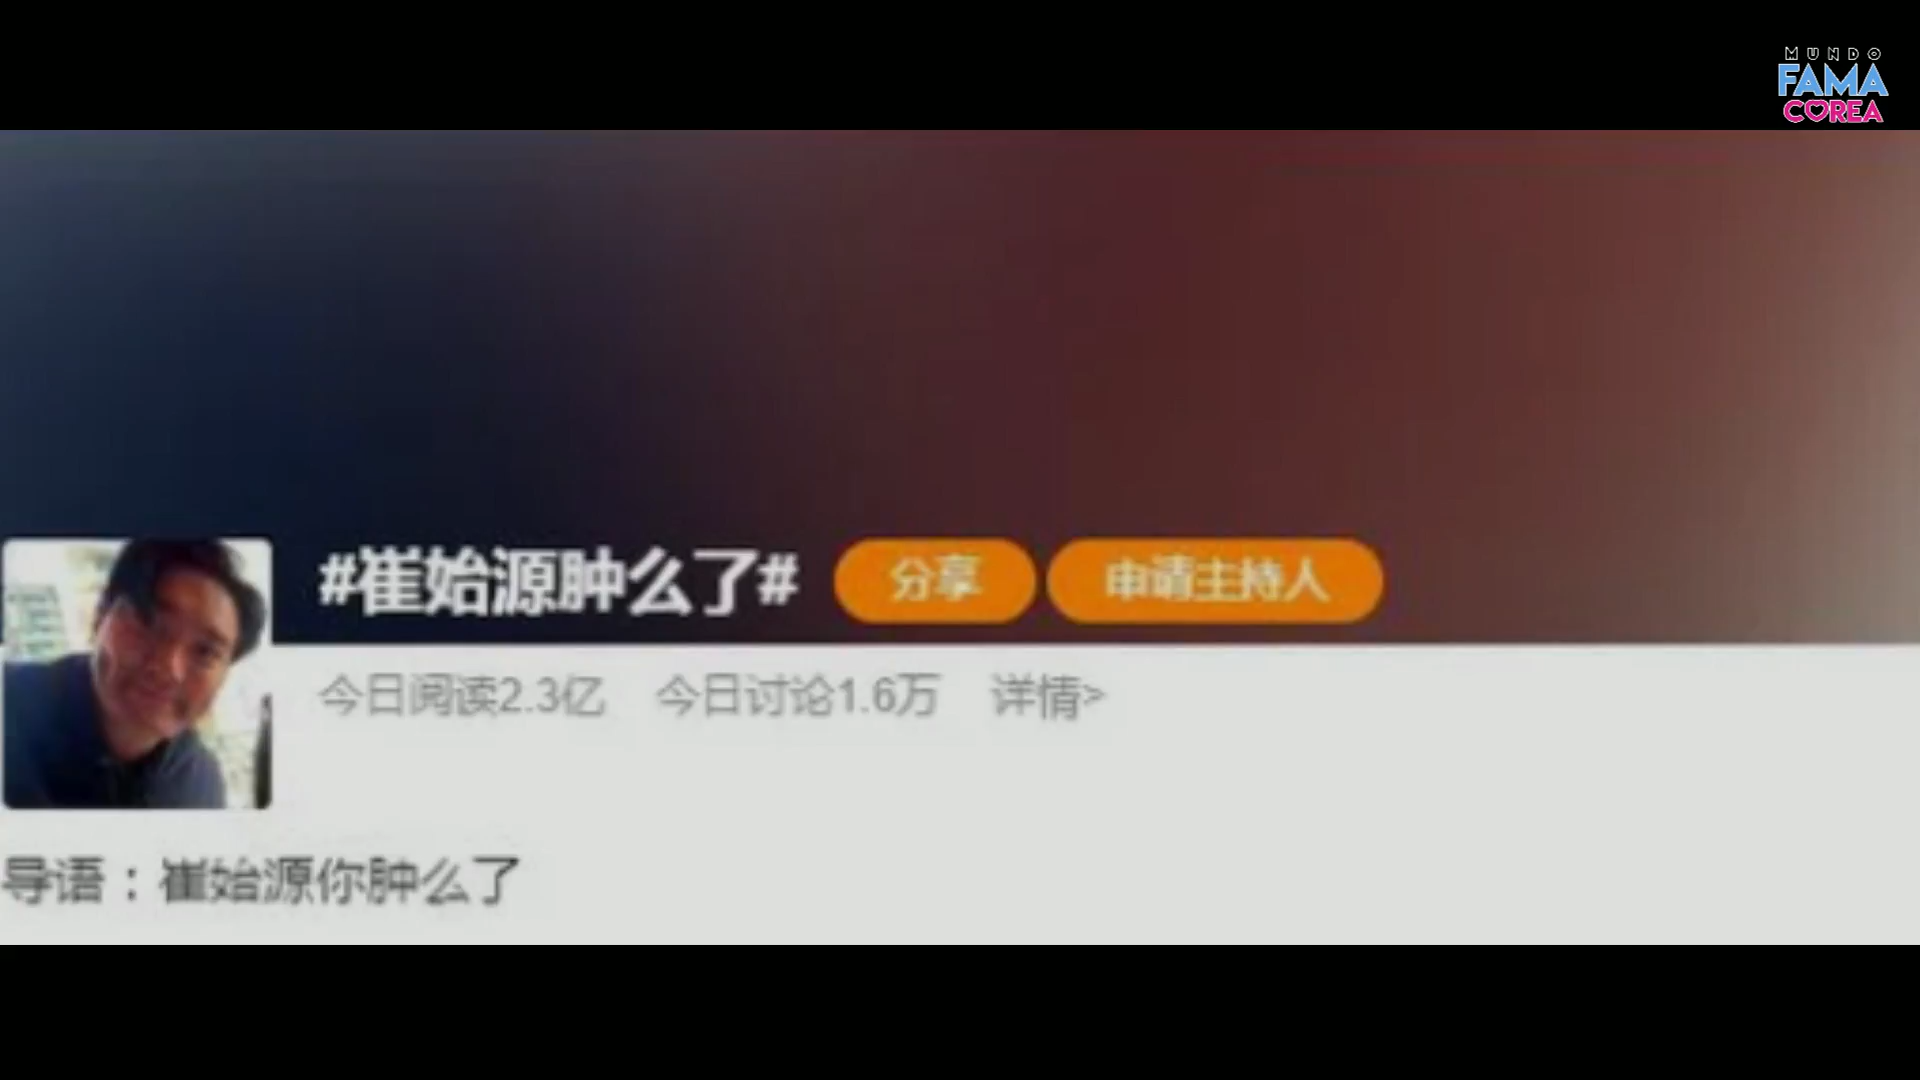 MUNDO
FAMA
COREA
#崔始源肿么了# 分享 申请主持人
今日阅读2.3亿 今日讨论1.6万 详情>
导语：崔始源你肿么了